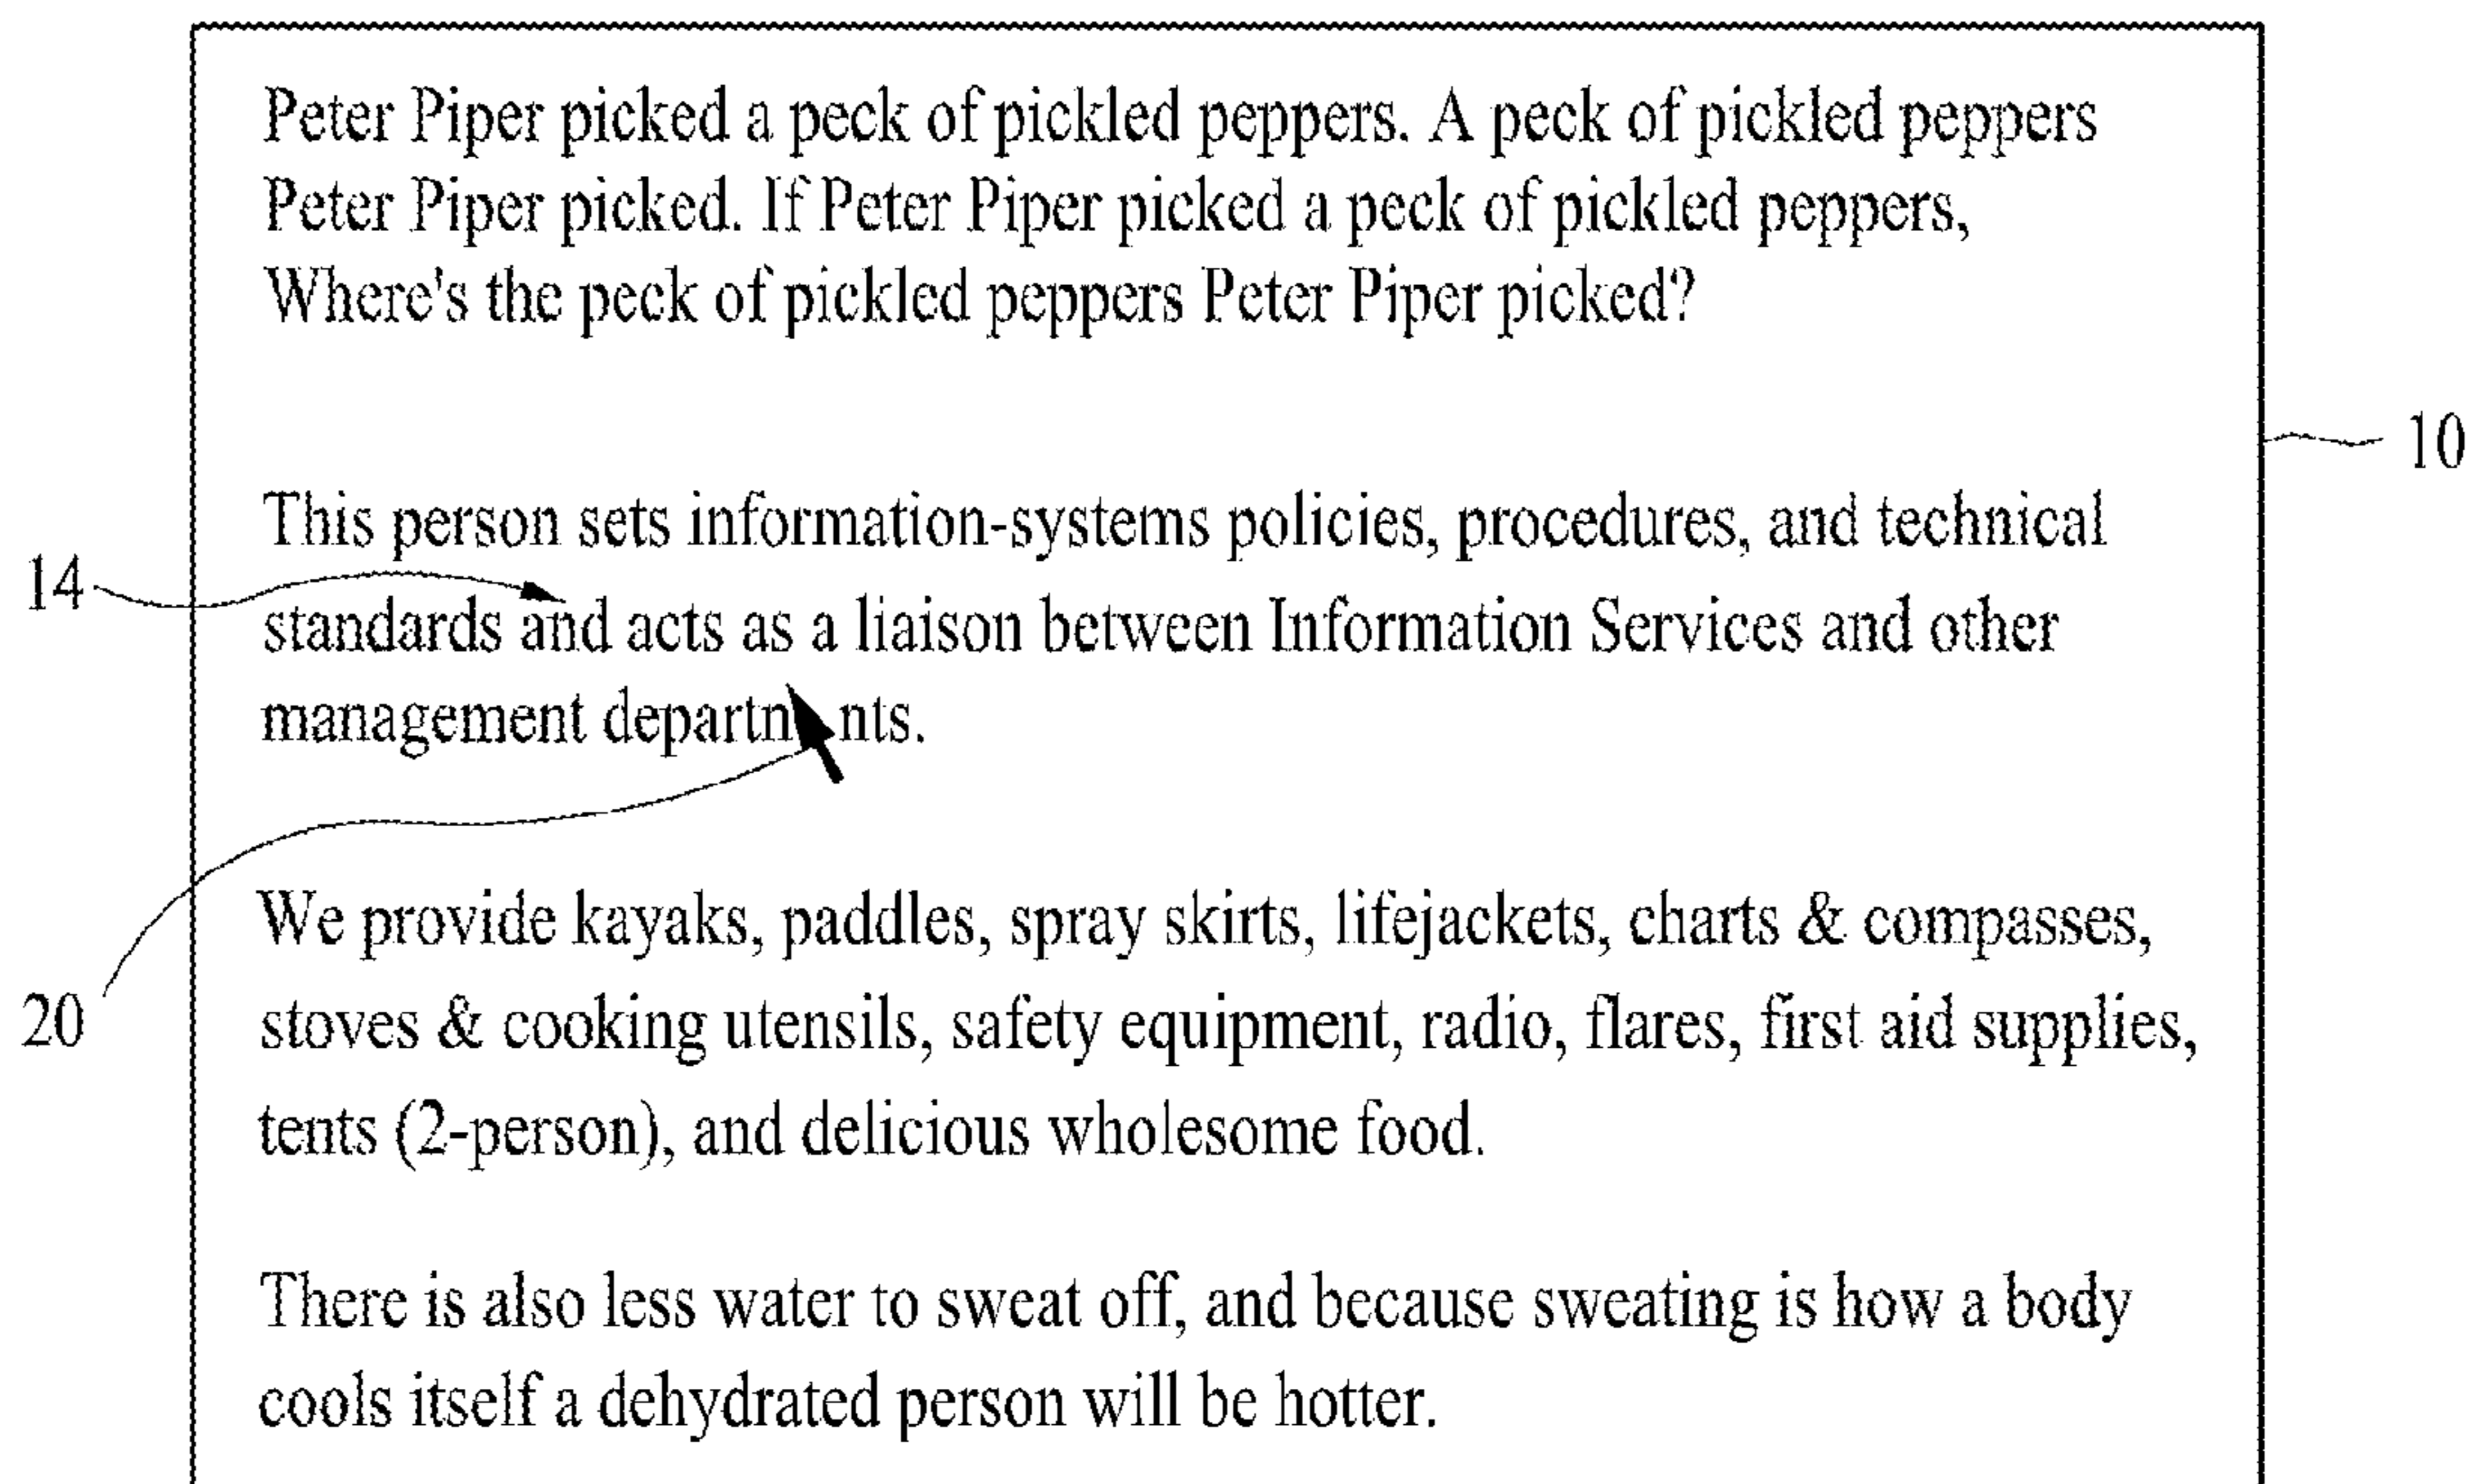 Peter Piper picked a peck of pickled peppers. A peck of pickled peppers
Peter Piper picked. If Peter Piper picked a peck of pickled peppers,
Where's the peck of pickled peppers Peter Piper picked?
10
This person sets information-systems policies, procedures, and technical
14
standards and acts as a liaison between Information Services and other
management
We provide kayaks, paddles, spray skirts, lifejackets, charts & compasses,
20
stoves & cooking utensils, safety equipment, radio, flares, first aid supplies,
tents (2-person), and delicious wholesome food.
There is also less water to sweat off, and because sweating is how a body
cools itself a dehydrated person will be hotter.